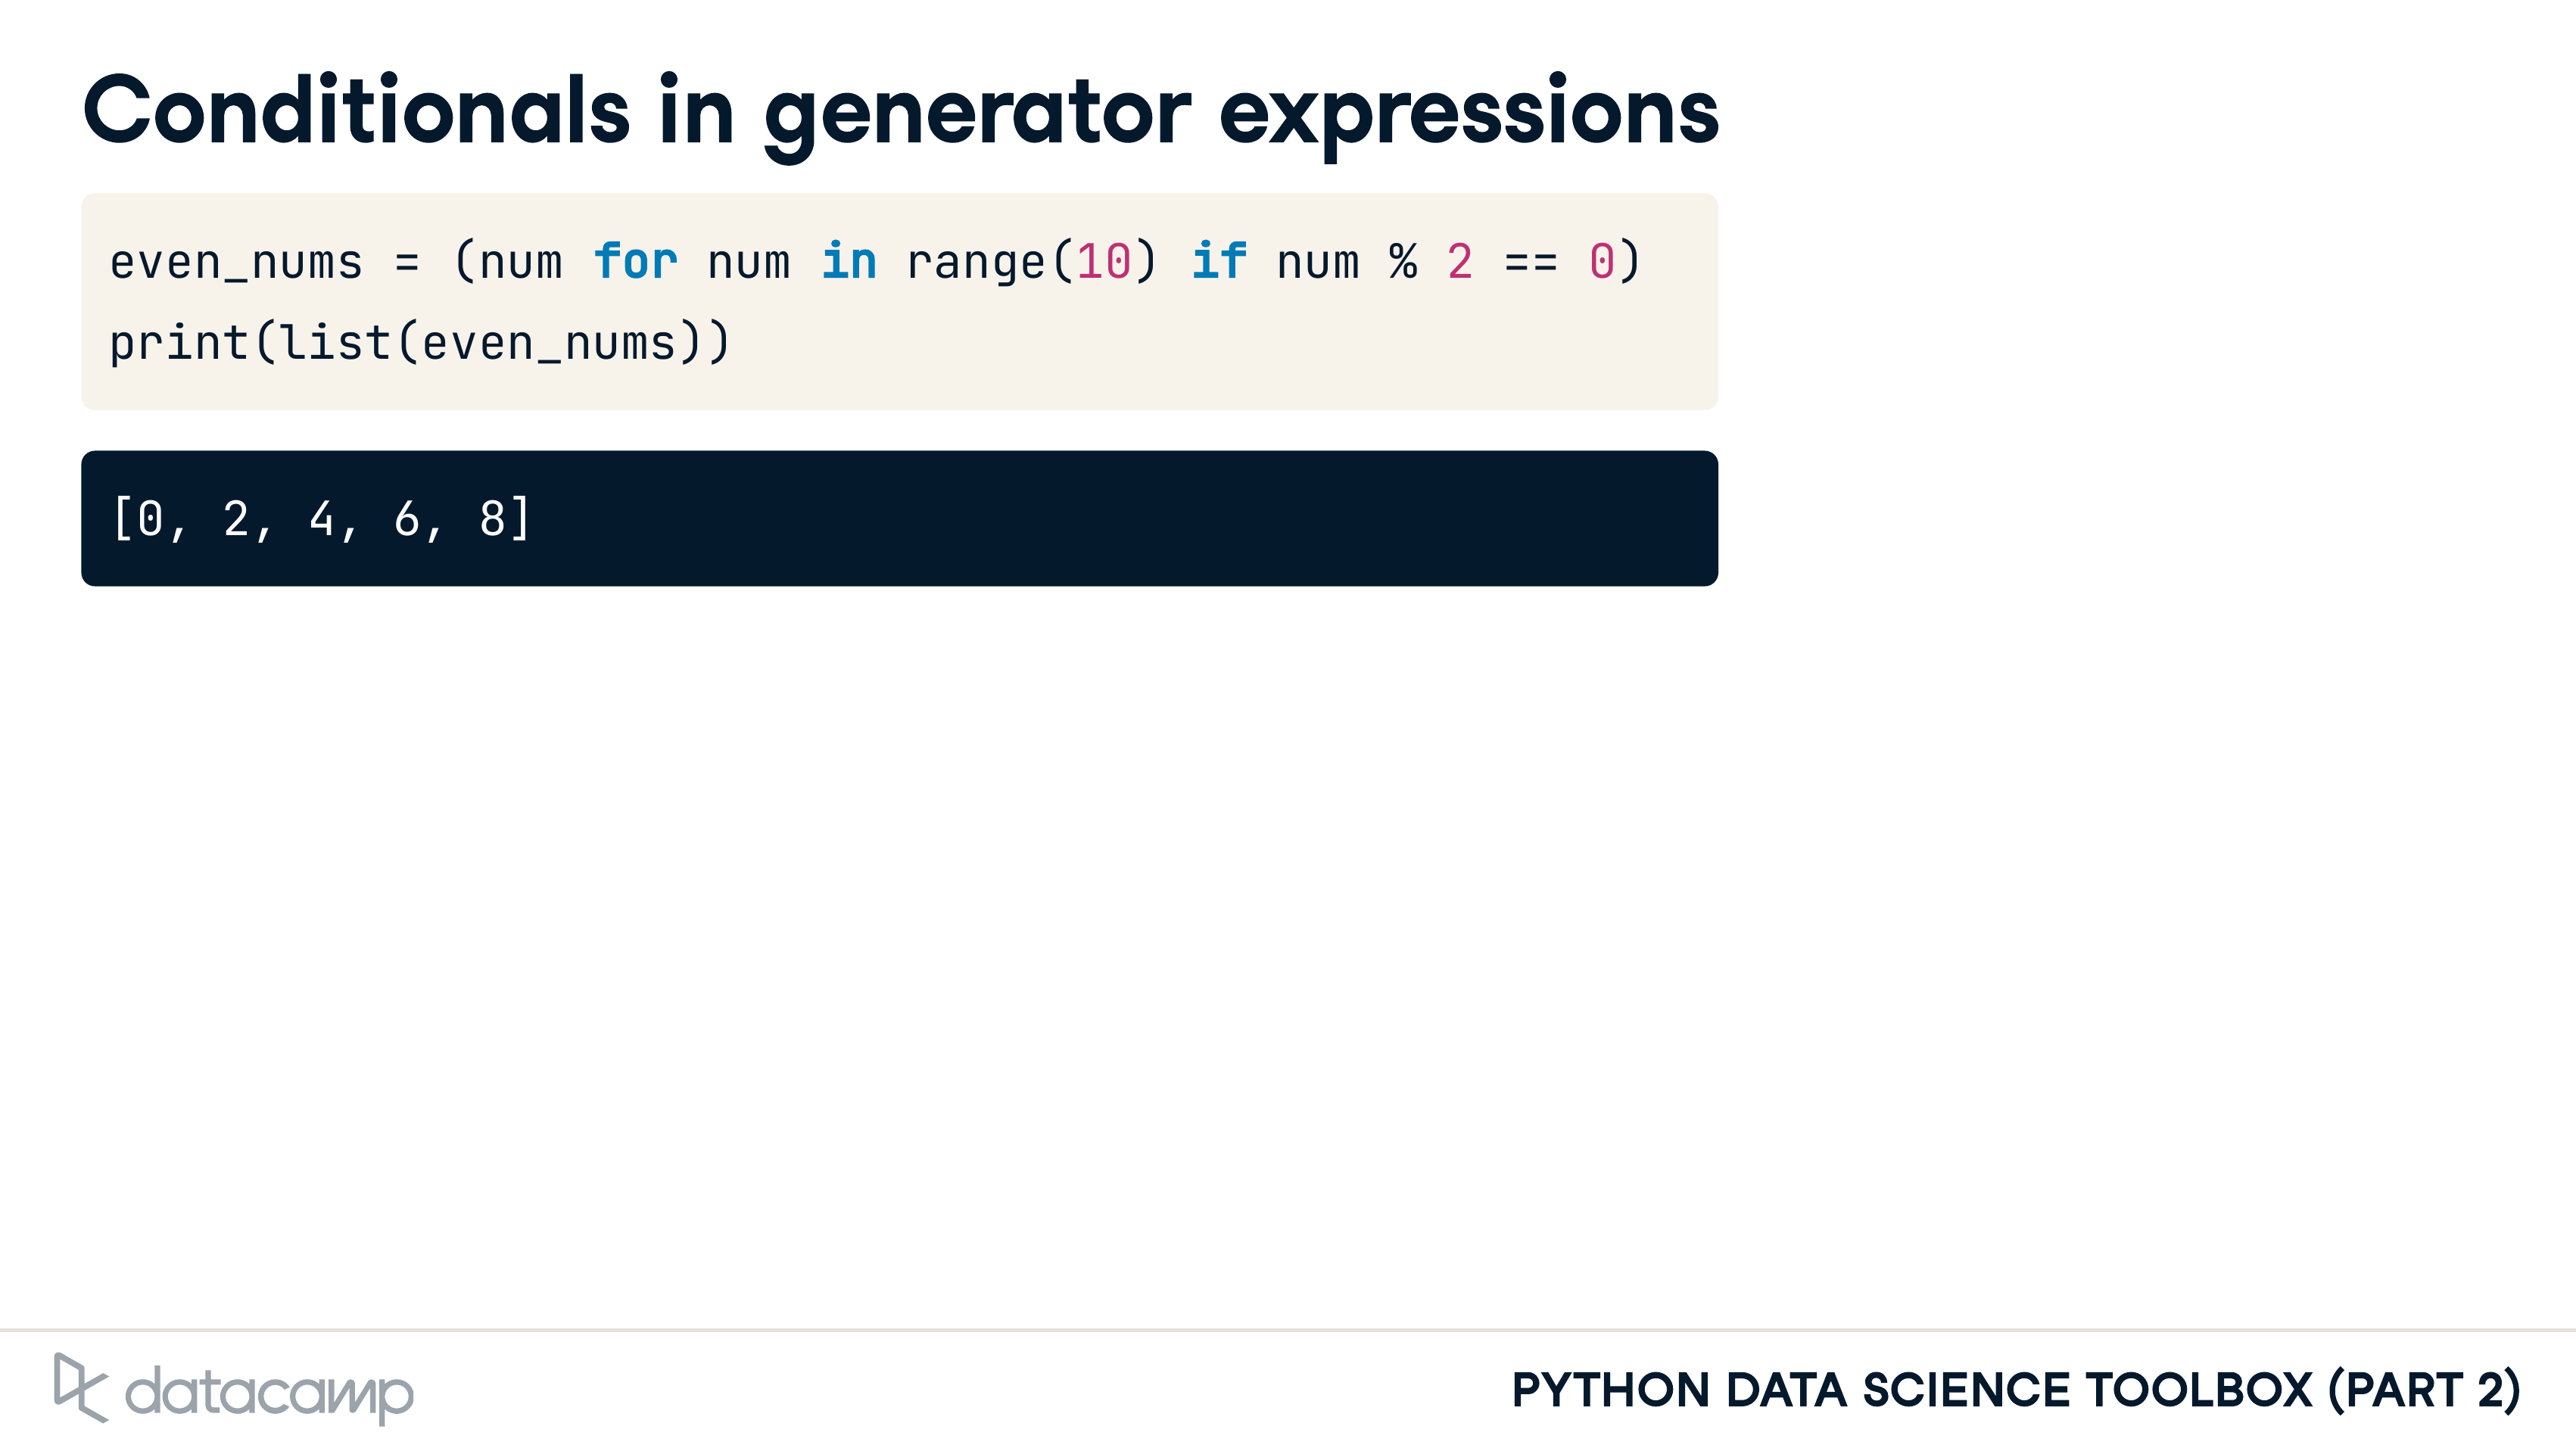 Conditionals in generator expressions
even_nums = (num for num in range(10) if num % 2 == 0)
print(list(even_nums))
[0, 2, 4, 6, 8]
datacamp
PYTHON DATA SCIENCE TOOLBOX (PART 2)